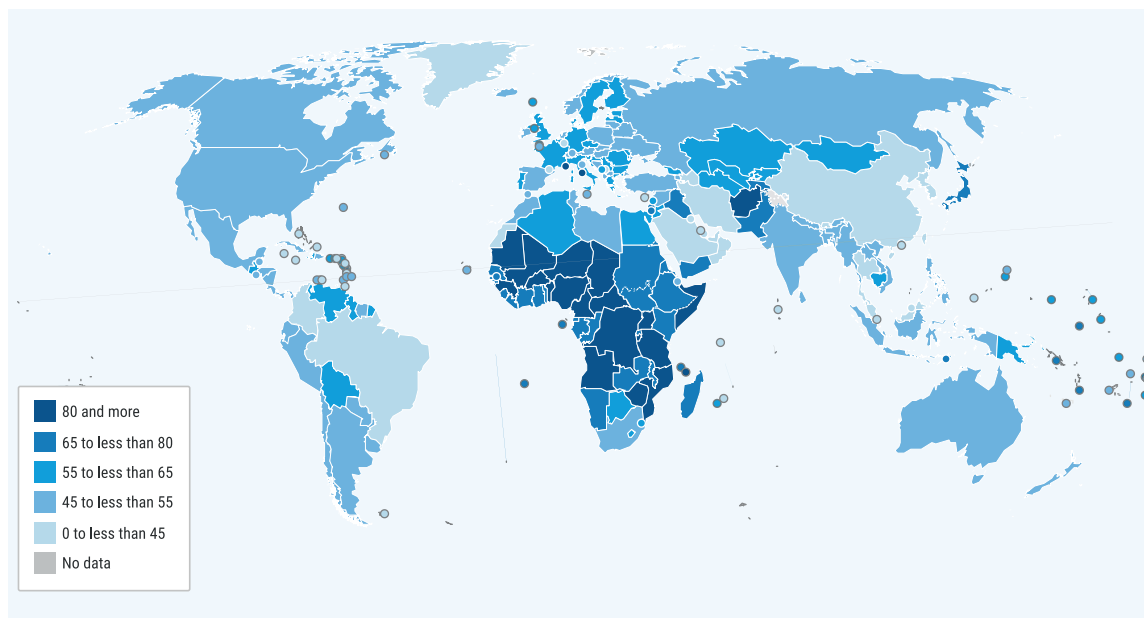 80 and more
65 to less than 80
55 to less than 65
45 to less than 55
0 to less than 45
No data